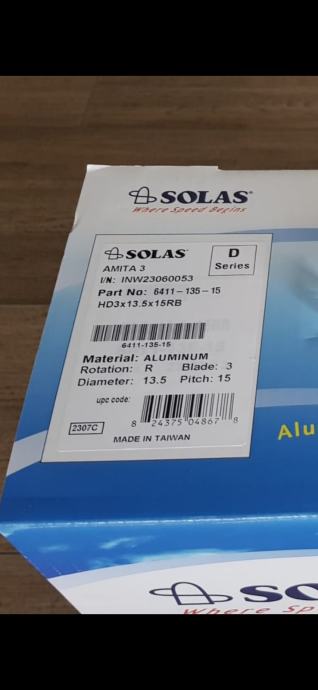 SOLAS
Where Speed Begins
SOLAS
D
Series
AMITA 3
I/N: INW23060053
Part No: 6411-135-15
HD3x13.5x15RB
6411-135-15
Material: ALUMINUM
Rotation: R Blade: 3
Diameter: 13.5 Pitch: 15
upc code:
8 24375 04867 8
2307C
MADE IN TAIWAN
Alu
SO
Where Sp